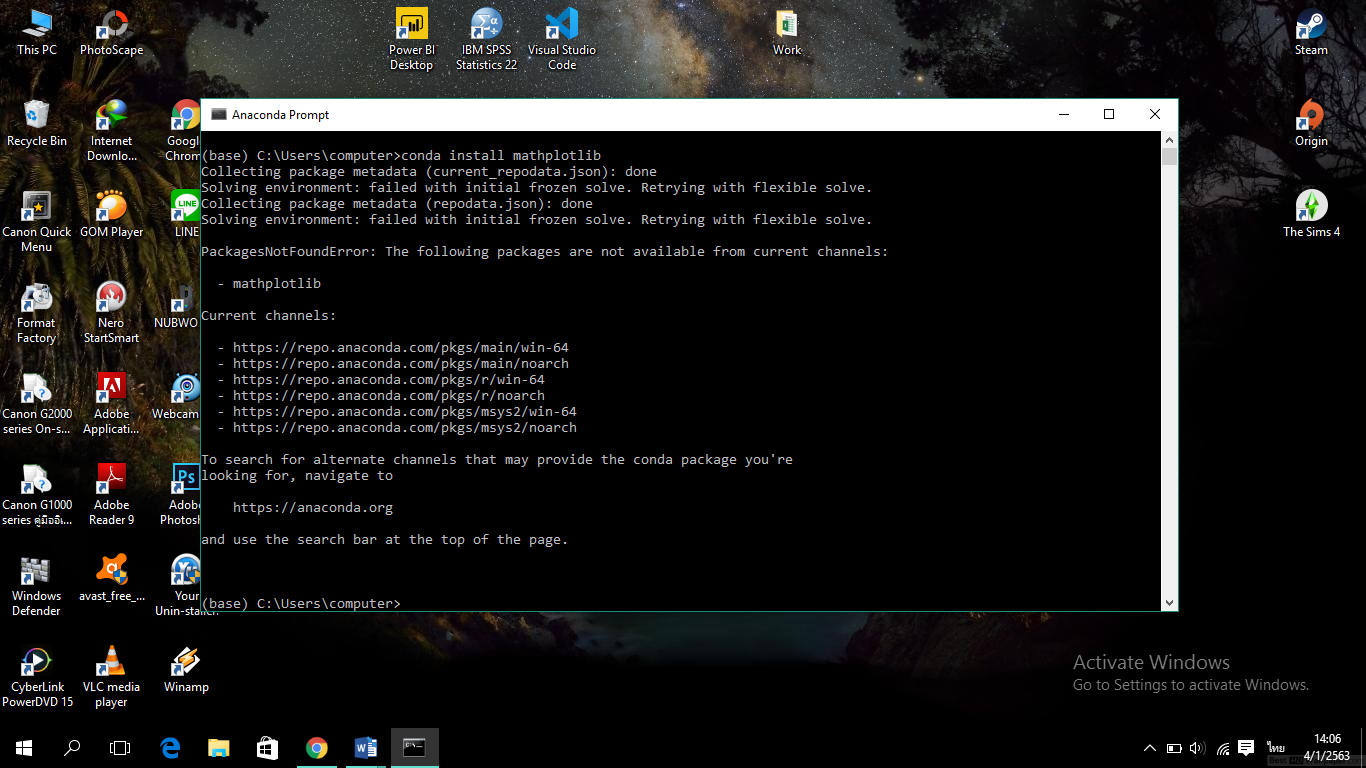 This PC
PhotoScape
Power BI
Desktop
IBM SPSS
Statistics 22
Visual Studio
Code
Work
Steam
Recycle Bin
Internet
Downlo...
Googl
Chrom
Origin
Canon Quick
Menu
GOM Player
LINE
LINE
The Sims 4
Format
Factory
Nero
StartSmart
NUBWO
Canon G2000
series On-s...
Adobe
Applicati...
Webcam
Canon G1000
series คู่มืออิเ...
Adobe
Reader 9
Ps
Adobe
Photosh
Windows
Defender
avast_free_...
Your
Unin-staller
CyberLink
PowerDVD 15
VLC media
player
Winamp
Anaconda Prompt
(base) C:\Users\computer>conda install mathplotlib
Collecting package metadata (current_repodata.json): done
Solving environment: failed with initial frozen solve. Retrying with flexible solve.
Collecting package metadata (repodata.json): done
Solving environment: failed with initial frozen solve. Retrying with flexible solve.
PackagesNotFoundError: The following packages are not available from current channels:
- mathplotlib
Current channels:
- https://repo.anaconda.com/pkgs/main/win-64
- https://repo.anaconda.com/pkgs/main/noarch
- https://repo.anaconda.com/pkgs/r/win-64
- https://repo.anaconda.com/pkgs/r/noarch
- https://repo.anaconda.com/pkgs/msys2/win-64
- https://repo.anaconda.com/pkgs/msys2/noarch
To search for alternate channels that may provide the conda package you're
looking for, navigate to
https://anaconda.org
and use the search bar at the top of the page.
(base) C:\Users\computer>
Activate Windows
Go to Settings to activate Windows.
ไทย
14:06
4/1/2563